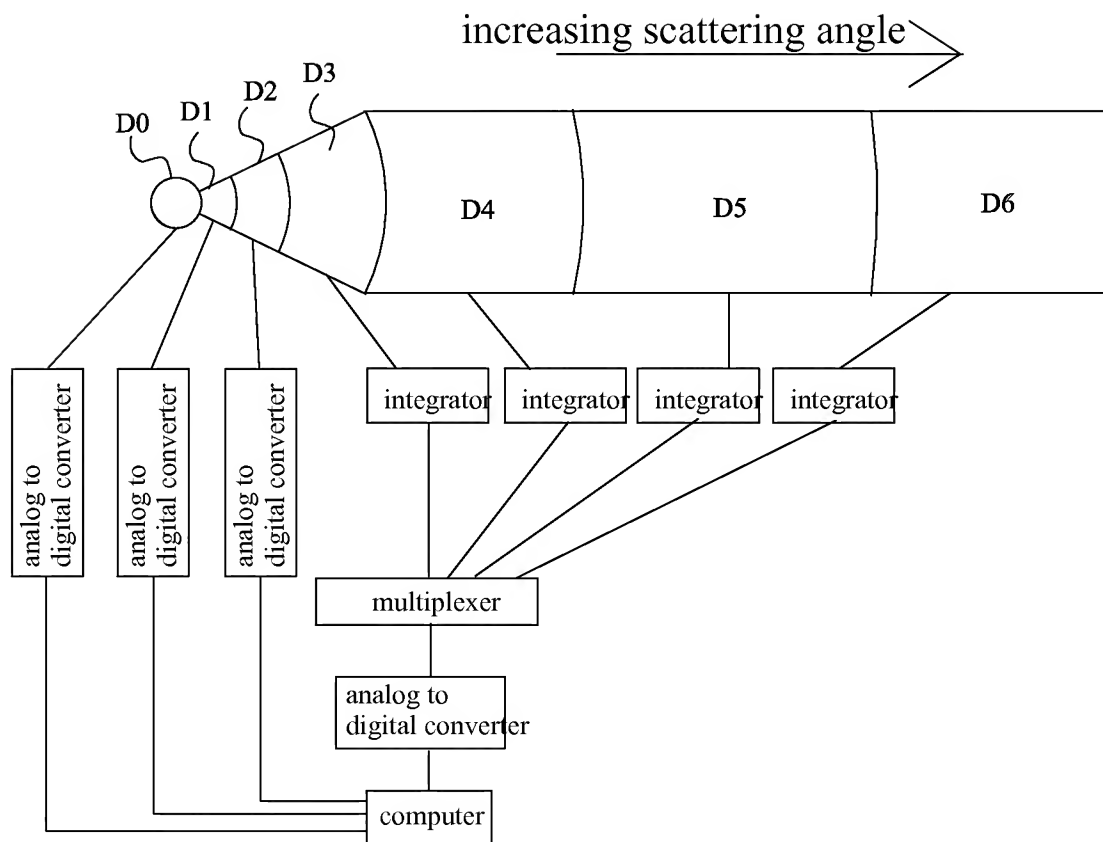 increasing scattering angle
D3
D2
D1
D0
D4
D5
D6
analog to
digital converter
analog to
digital converter
analog to
digital converter
integrator
integrator
integrator
integrator
multiplexer
analog to
digital converter
computer